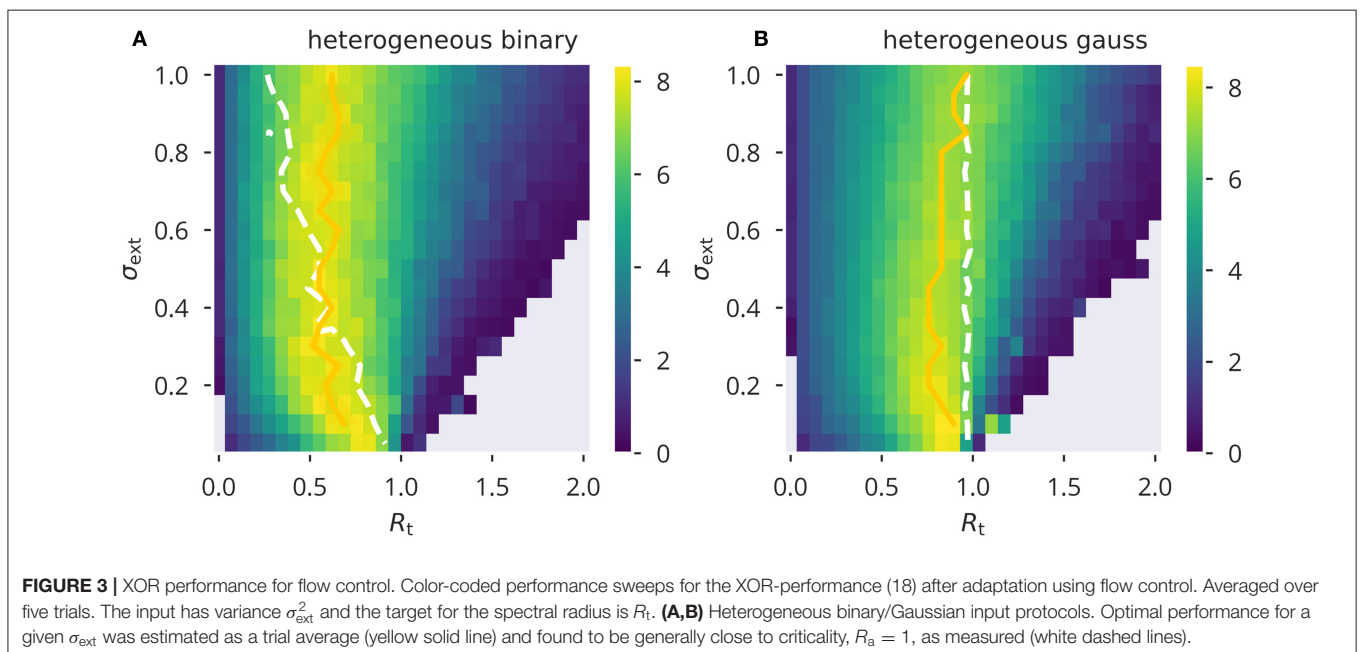 A
heterogeneous binary
B
heterogeneous gauss
1.0
0.8
0.6
0.4
0.2
σext
0.0
0.5
1.0
1.5
2.0
Rt
8
6
4
2
0
1.0
0.8
0.6
0.4
0.2
σext
0.0
0.5
1.0
1.5
2.0
Rt
8
6
4
2
0
FIGURE 3 | XOR performance for flow control. Color-coded performance sweeps for the XOR-performance (18) after adaptation using flow control. Averaged over
five trials. The input has variance σ²ext and the target for the spectral radius is Rt. (A,B) Heterogeneous binary/Gaussian input protocols. Optimal performance for a
given σext was estimated as a trial average (yellow solid line) and found to be generally close to criticality, Ra = 1, as measured (white dashed lines).